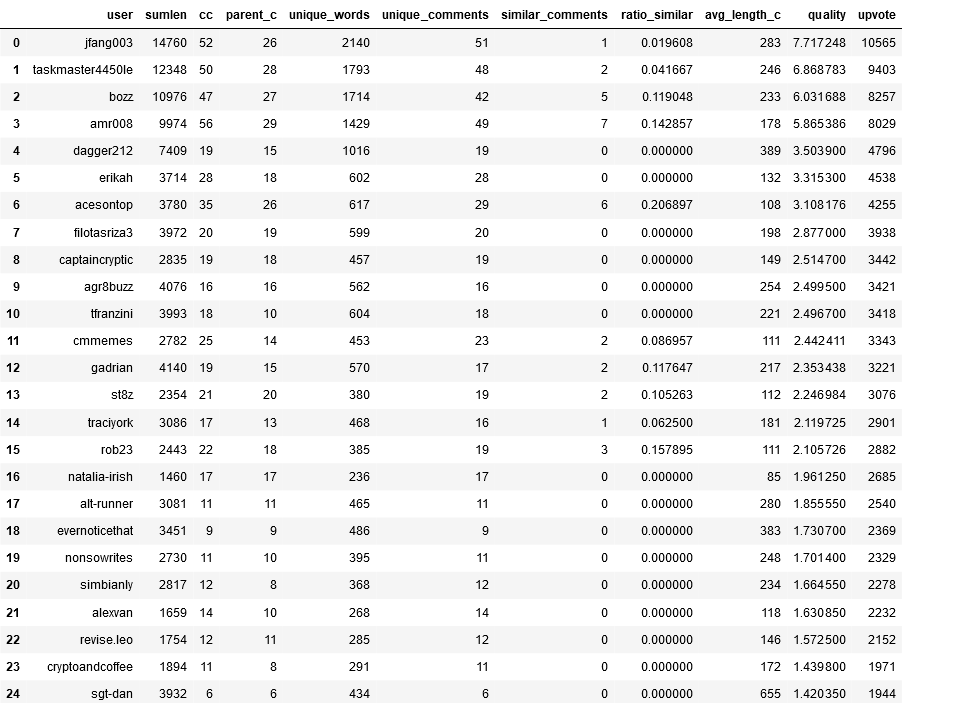 user sumlen cc parent_c unique_words unique_comments similar_comments ratio_similar avg_length_c quality upvote
0 jfang003 14760 52 26 2140 51 1 0.019608 283 7.717248 10565
1 taskmaster4450le 12348 50 28 1793 48 2 0.041667 246 6.868783 9403
2 bozz 10976 47 27 1714 42 5 0.119048 233 6.031688 8257
3 amr008 9974 56 29 1429 49 7 0.142857 178 5.865386 8029
4 dagger212 7409 19 15 1016 19 0 0.000000 389 3.503900 4796
5 erikah 3714 28 18 602 28 0 0.000000 132 3.315300 4538
6 acesontop 3780 35 26 617 29 6 0.206897 108 3.108176 4255
7 filotasriza3 3972 20 19 599 20 0 0.000000 198 2.877000 3938
8 captaincryptic 2835 19 18 457 19 0 0.000000 149 2.514700 3442
9 agr8buzz 4076 16 16 562 16 0 0.000000 254 2.499500 3421
10 tfranzini 3993 18 10 604 18 0 0.000000 221 2.496700 3418
11 cmmemes 2782 25 14 453 23 2 0.086957 111 2.442411 3343
12 gadrian 4140 19 15 570 17 2 0.117647 217 2.353438 3221
13 st8z 2354 21 20 380 19 2 0.105263 112 2.246984 3076
14 traciyork 3086 17 13 468 16 1 0.062500 181 2.119725 2901
15 rob23 2443 22 18 385 19 3 0.157895 111 2.105726 2882
16 natalia-irish 1460 17 17 236 17 0 0.000000 85 1.961250 2685
17 alt-runner 3081 11 11 465 11 0 0.000000 280 1.855550 2540
18 evernoticethat 3451 9 9 486 9 0 0.000000 383 1.730700 2369
19 nonsowrites 2730 11 10 395 11 0 0.000000 248 1.701400 2329
20 simbianly 2817 12 8 368 12 0 0.000000 234 1.664550 2278
21 alexvan 1659 14 10 268 14 0 0.000000 118 1.630850 2232
22 revise.leo 1754 12 11 285 12 0 0.000000 146 1.572500 2152
23 cryptoandcoffee 1894 11 8 291 11 0 0.000000 172 1.439800 1971
24 sgt-dan 3932 6 6 434 6 0 0.000000 655 1.420350 1944